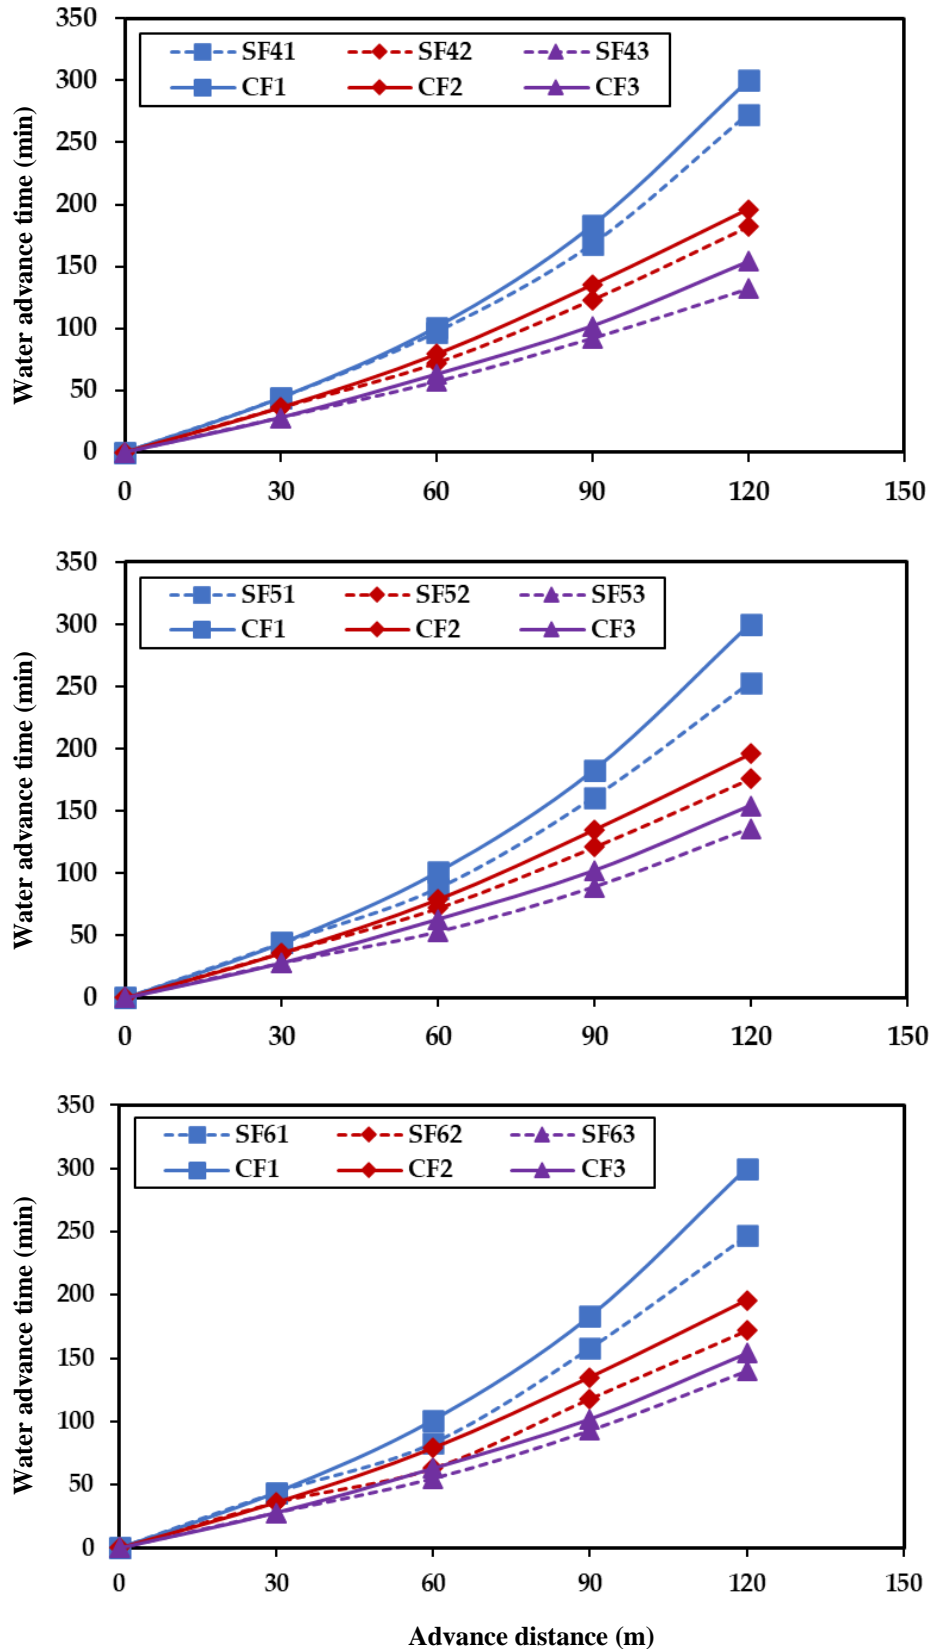 350
300
250
200
150
100
50
0
Water advance time (min)
SF41 SF42 SF43
CF1 CF2 CF3
0 30 60 90 120 150
350
300
250
200
150
100
50
0
Water advance time (min)
SF51 SF52 SF53
CF1 CF2 CF3
0 30 60 90 120 150
350
300
250
200
150
100
50
0
Water advance time (min)
SF61 SF62 SF63
CF1 CF2 CF3
0 30 60 90 120 150
Advance distance (m)